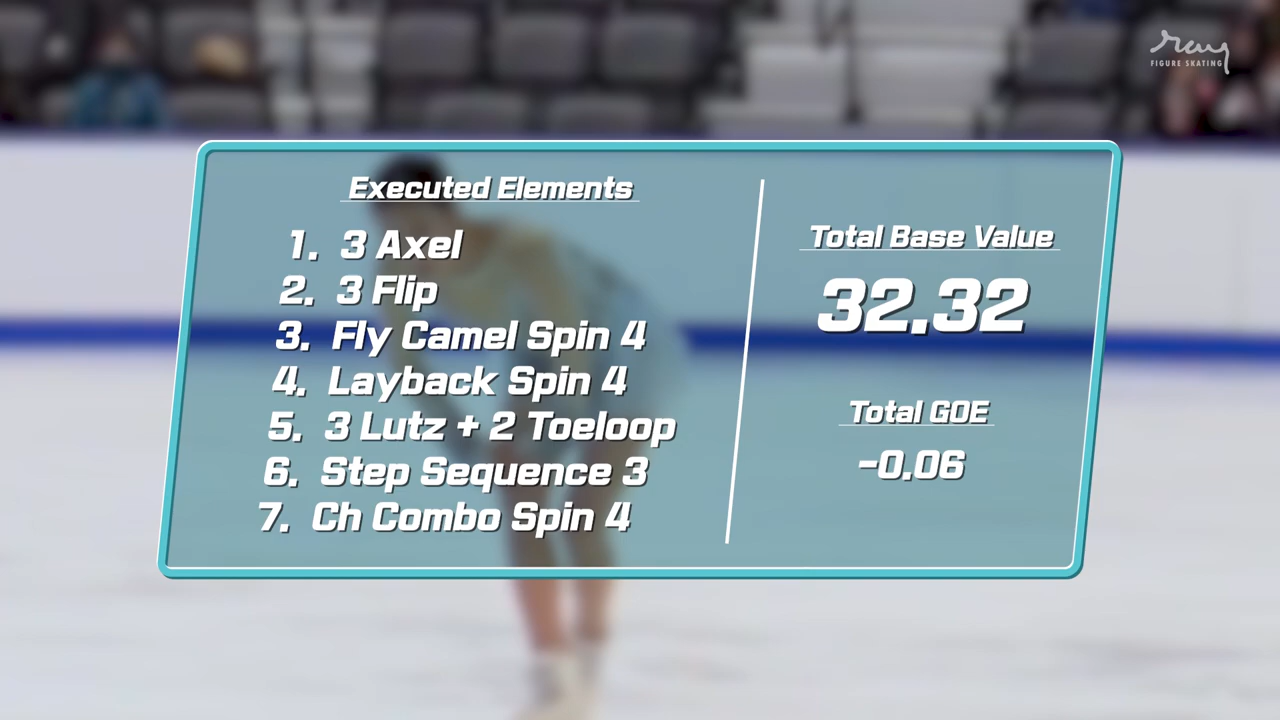 ray
FIGURE SKATING
Executed Elements
1. 3 Axel
2. 3 Flip
3. Fly Camel Spin 4
4. Layback Spin 4
5. 3 Lutz + 2 Toeloop
6. Step Sequence 3
7. Ch Combo Spin 4
Total Base Value
32.32
Total GOE
-0.06